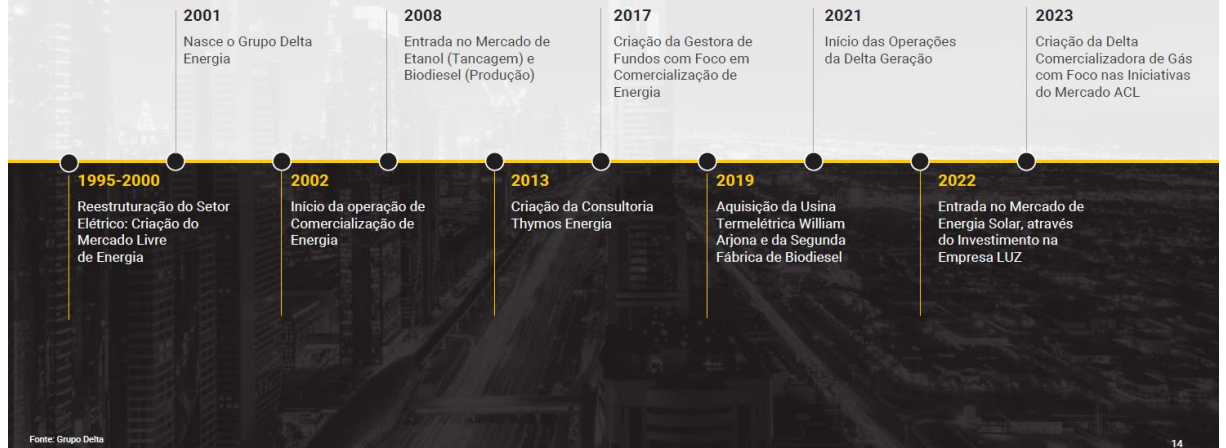 2001
Nasce o Grupo Delta
Energia
2008
Entrada no Mercado de
Etanol (Tancagem) e
Biodiesel (Produção)
2017
Criação da Gestora de
Fundos com Foco em
Comercialização de
Energia
2021
Início das Operações
da Delta Geração
2023
Criação da Delta
Comercializadora de Gás
com Foco nas Iniciativas
do Mercado ACL
1995-2000
Reestruturação do Setor
Elétrico: Criação do
Mercado Livre
de Energia
2002
Início da operação de
Comercialização de
Energia
2013
Criação da Consultoria
Thymos Energia
2019
Aquisição da Usina
Termelétrica William
Arjona e da Segunda
Fábrica de Biodiesel
2022
Entrada no Mercado de
Energia Solar, através
do Investimento na
Empresa LUZ
Fonte: Grupo Delta
14